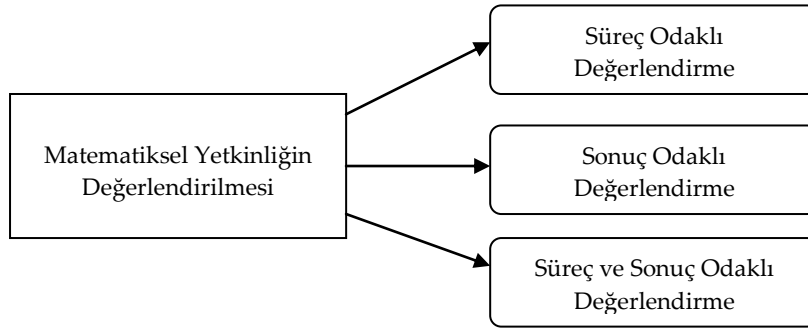 Matematiksel Yetkinliğin
Değerlendirilmesi
Süreç Odaklı
Değerlendirme
Sonuç Odaklı
Değerlendirme
Süreç ve Sonuç Odaklı
Değerlendirme